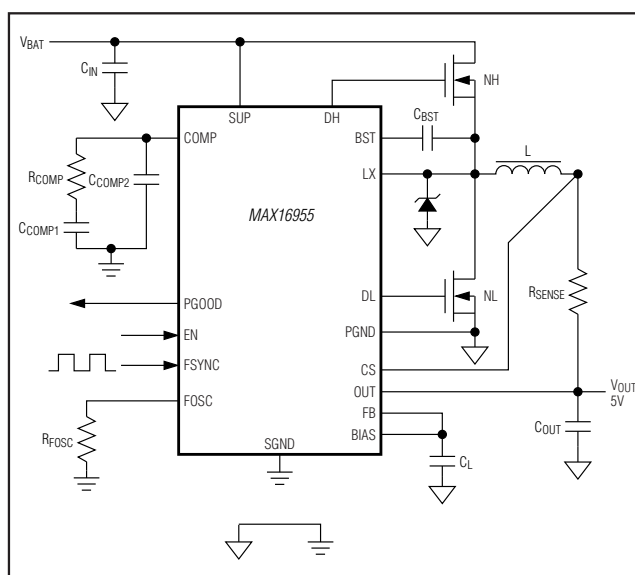 VBAT
CIN
NH
SUP
DH
CBST
COMP
BST
RCOMP
CCOMP2
LX
L
CCOMP1
MAX16955
DL
NL
RSENSE
PGOOD
PGND
EN
CS
FSYNC
OUT
VOUT
5V
FOSC
FB
COUT
RFOSC
BIAS
SGND
CL